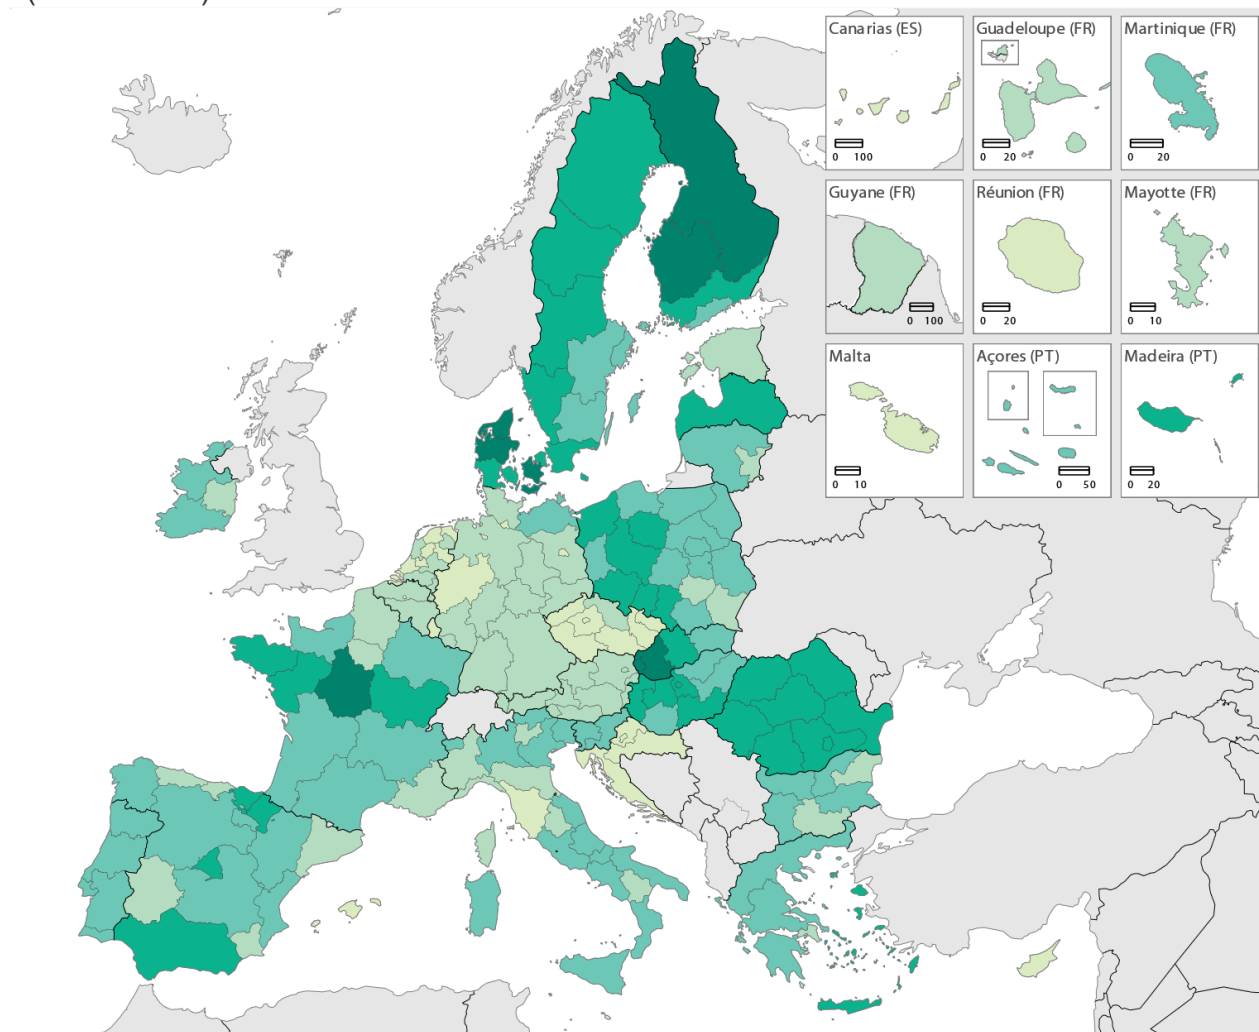 Canarias (ES)
0 100
Guadeloupe (FR)
0 20
Martinique (FR)
0 20
Guyane (FR)
0 100
Réunion (FR)
0 20
Mayotte (FR)
0 10
Malta
0 10
Açores (PT)
0 50
Madeira (PT)
0 20